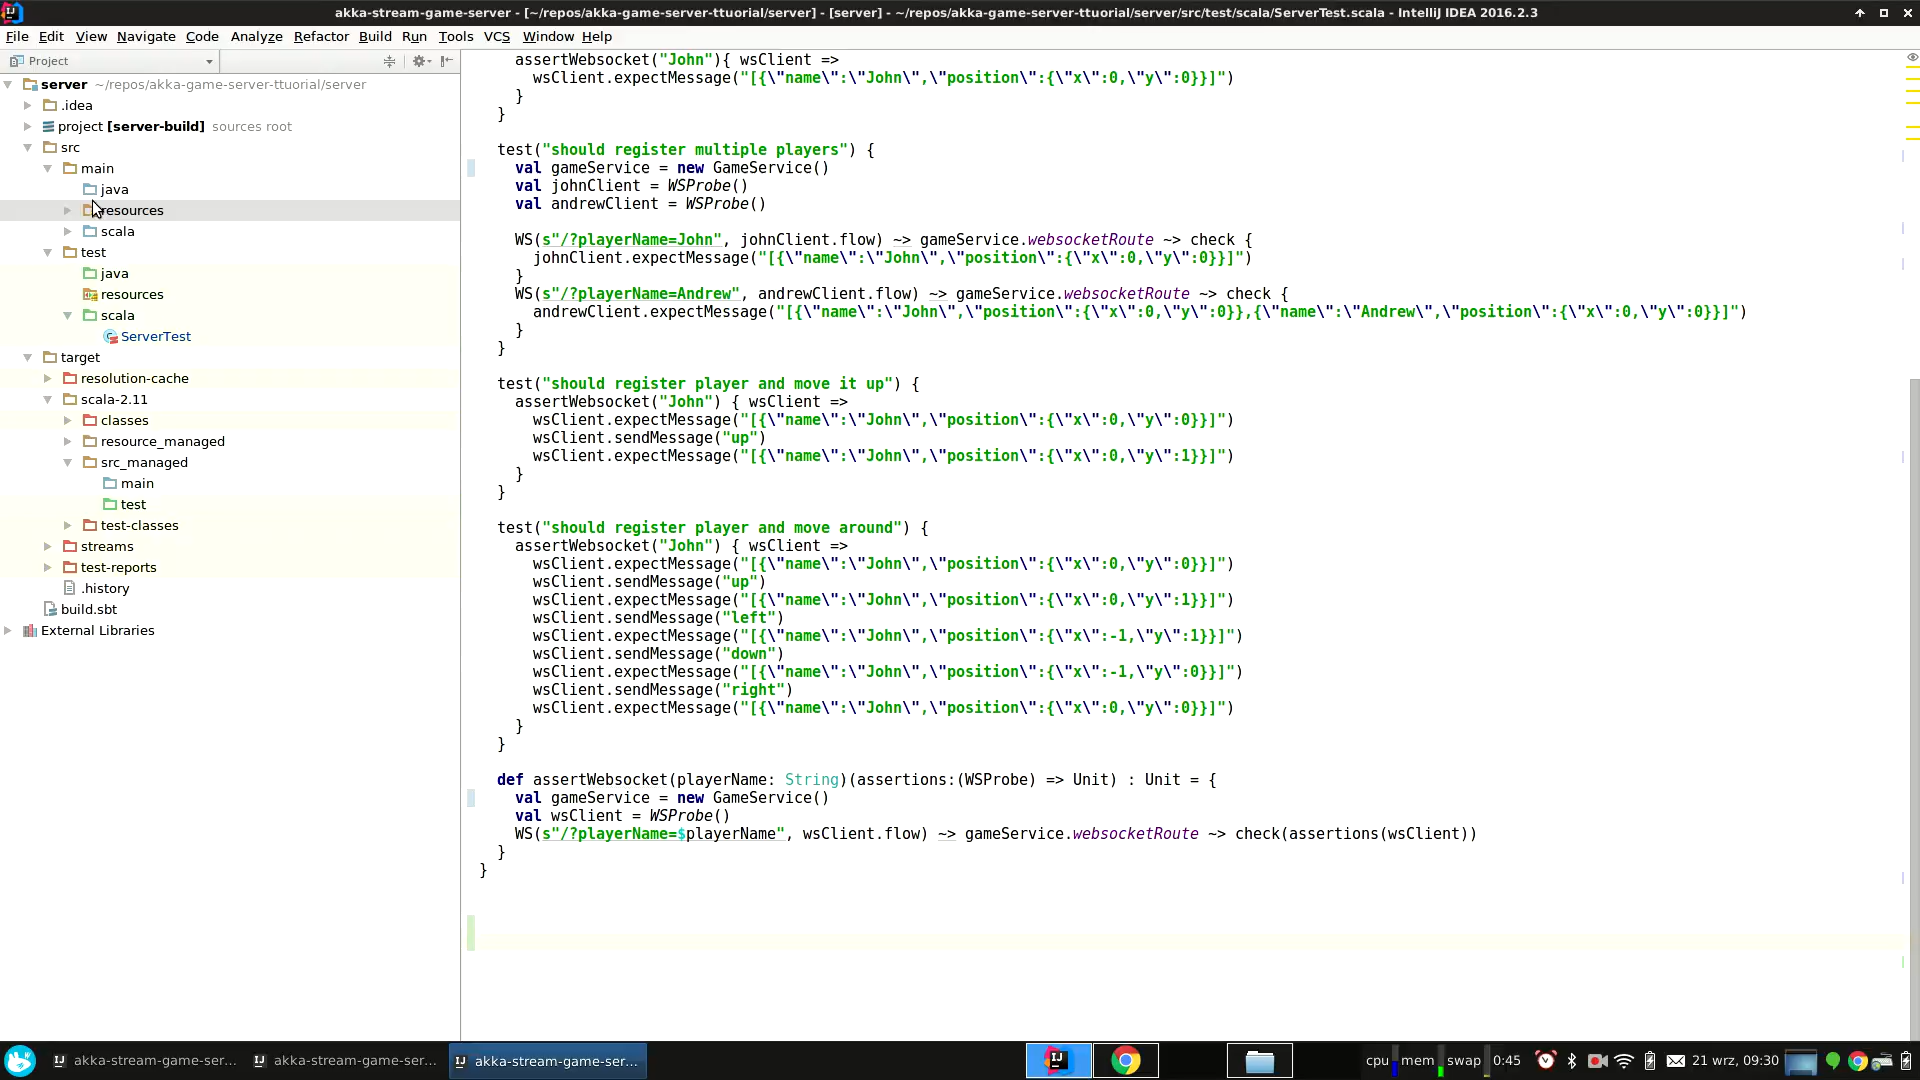 akka-stream-game-server - [~/repos/akka-game-server-ttuorial/server] - [server] - ~/repos/akka-game-server-ttuorial/server/src/test/scala/ServerTest.scala - IntelliJ IDEA 2016.2.3
File Edit View Navigate Code Analyze Refactor Build Run Tools VCS Window Help
Project
server ~/repos/akka-game-server-ttuorial/server
.idea
project [server-build] sources root
src
main
java
resources
scala
test
java
resources
scala
ServerTest
target
resolution-cache
scala-2.11
classes
resource_managed
src_managed
main
test
test-classes
streams
test-reports
.history
build.sbt
External Libraries
assertWebsocket("John"){ wsClient =>
wsClient.expectMessage("[{\"name\":\"John\",\"position\":{\"x\":0,\"y\":0}}]")
}
}
test("should register multiple players") {
val gameService = new GameService()
val johnClient = WSProbe()
val andrewClient = WSProbe()
WS(s"/?playerName=John", johnClient.flow) ~> gameService.websocketRoute ~> check {
johnClient.expectMessage("[{\"name\":\"John\",\"position\":{\"x\":0,\"y\":0}}]")
}
WS(s"/?playerName=Andrew", andrewClient.flow) ~> gameService.websocketRoute ~> check {
andrewClient.expectMessage("[{\"name\":\"John\",\"position\":{\"x\":0,\"y\":0}},{\"name\":\"Andrew\",\"position\":{\"x\":0,\"y\":0}}]")
}
}
test("should register player and move it up") {
assertWebsocket("John") { wsClient =>
wsClient.expectMessage("[{\"name\":\"John\",\"position\":{\"x\":0,\"y\":0}}]")
wsClient.sendMessage("up")
wsClient.expectMessage("[{\"name\":\"John\",\"position\":{\"x\":0,\"y\":1}}]")
}
}
test("should register player and move around") {
assertWebsocket("John") { wsClient =>
wsClient.expectMessage("[{\"name\":\"John\",\"position\":{\"x\":0,\"y\":0}}]")
wsClient.sendMessage("up")
wsClient.expectMessage("[{\"name\":\"John\",\"position\":{\"x\":0,\"y\":1}}]")
wsClient.sendMessage("left")
wsClient.expectMessage("[{\"name\":\"John\",\"position\":{\"x\":-1,\"y\":1}}]")
wsClient.sendMessage("down")
wsClient.expectMessage("[{\"name\":\"John\",\"position\":{\"x\":-1,\"y\":0}}]")
wsClient.sendMessage("right")
wsClient.expectMessage("[{\"name\":\"John\",\"position\":{\"x\":0,\"y\":0}}]")
}
}
def assertWebsocket(playerName: String)(assertions:(WSProbe) => Unit) : Unit = {
val gameService = new GameService()
val wsClient = WSProbe()
WS(s"/?playerName=$playerName", wsClient.flow) ~> gameService.websocketRoute ~> check(assertions(wsClient))
}
}
akka-stream-game-ser... akka-stream-game-ser... akka-stream-game-ser... cpu mem swap 0:45 21 wrz, 09:30